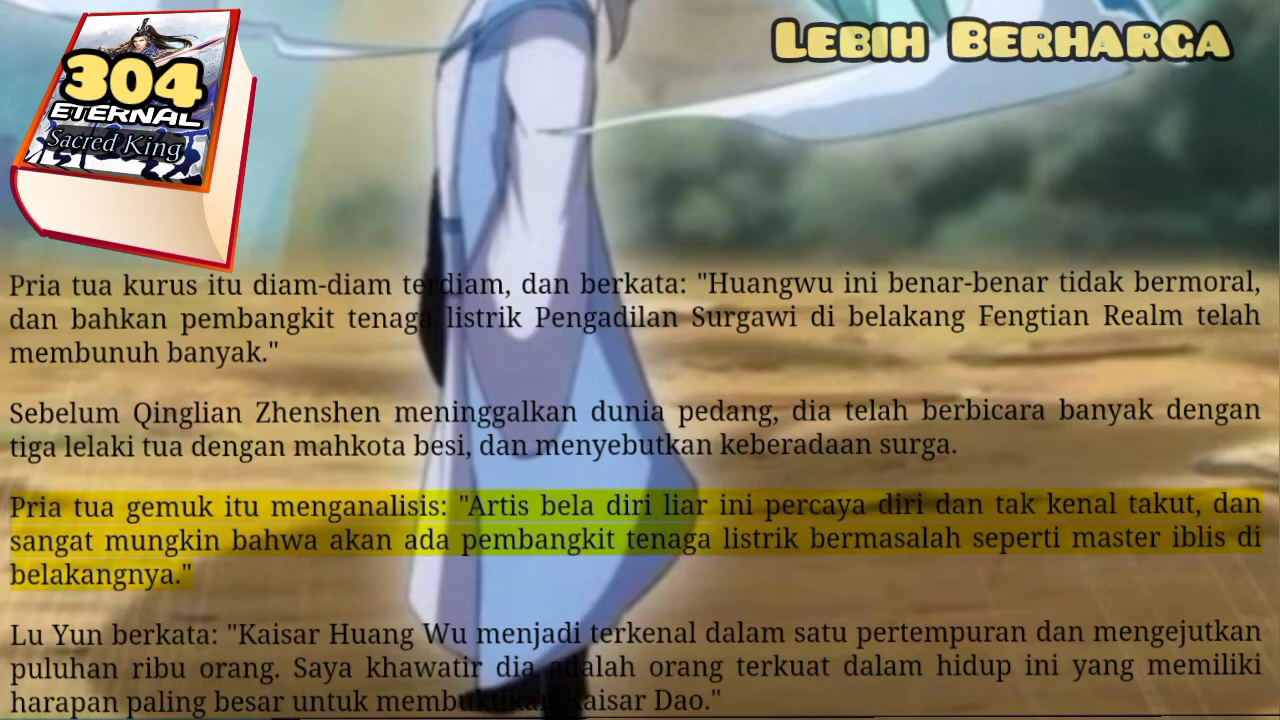 304
ETERNAL
Sacred King
LEBIH BERHARGA
Pria tua kurus itu diam-diam terdiam, dan berkata: "Huangwu ini benar-benar tidak bermoral,
dan bahkan pembangkit tenaga listrik Pengadilan Surgawi di belakang Fengtian Realm telah
membunuh banyak."
Sebelum Qinglian Zhenshen meninggalkan dunia pedang, dia telah berbicara banyak dengan
tiga lelaki tua dengan mahkota besi, dan menyebutkan keberadaan surga.
Pria tua gemuk itu menganalisis: "Artis bela diri liar ini percaya diri dan tak kenal takut, dan
sangat mungkin bahwa akan ada pembangkit tenaga listrik bermasalah seperti master iblis di
belakangnya."
Lu Yun berkata: "Kaisar Huang Wu menjadi terkenal dalam satu pertempuran dan mengejutkan
puluhan ribu orang. Saya khawatir dia adalah orang terkuat dalam hidup ini yang memiliki
harapan paling besar untuk membuktikan Kaisar Dao."